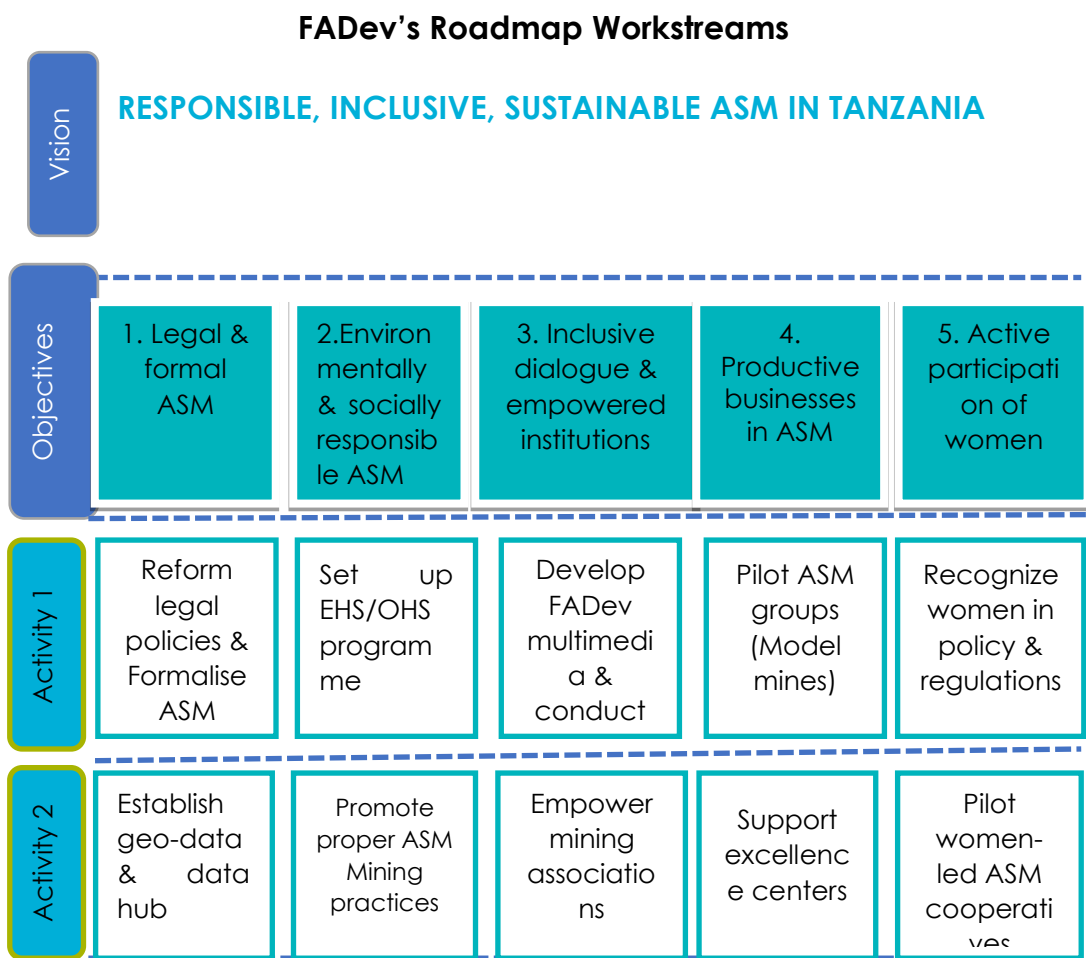 FADev's Roadmap Workstreams
Vision
RESPONSIBLE, INCLUSIVE, SUSTAINABLE ASM IN TANZANIA
Objectives
1. Legal &
formal
ASM
2.Environ
mentally
& socially
responsib
le ASM
3. Inclusive
dialogue &
empowered
institutions
4.
Productive
businesses
in ASM
5. Active
participati
on of
women
Activity 1
Reform
legal
policies &
Formalise
ASM
Set up
EHS/OHS
program
me
Develop
FADev
multimedi
a &
conduct
Pilot ASM
groups
(Model
mines)
Recognize
women in
policy &
regulations
Activity 2
Establish
geo-data
& data
hub
Promote
proper ASM
Mining
practices
Empower
mining
associatio
ns
Support
excellenc
e centers
Pilot
women-
led ASM
cooperati
ves